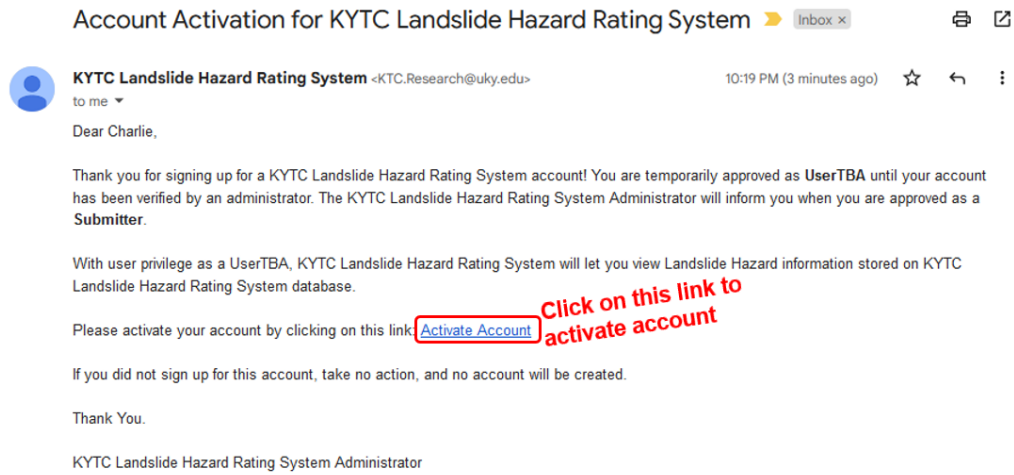 Account Activation for KYTC Landslide Hazard Rating System Inbox ×
KYTC Landslide Hazard Rating System <KTC.Research@uky.edu> 10:19 PM (3 minutes ago)
to me
Dear Charlie,
Thank you for signing up for a KYTC Landslide Hazard Rating System account! You are temporarily approved as UserTBA until your account
has been verified by an administrator. The KYTC Landslide Hazard Rating System Administrator will inform you when you are approved as a
Submitter.
With user privilege as a UserTBA, KYTC Landslide Hazard Rating System will let you view Landslide Hazard information stored on KYTC
Landslide Hazard Rating System database.
Please activate your account by clicking on this link: Activate Account
Click on this link to
activate account
If you did not sign up for this account, take no action, and no account will be created.
Thank You.
KYTC Landslide Hazard Rating System Administrator